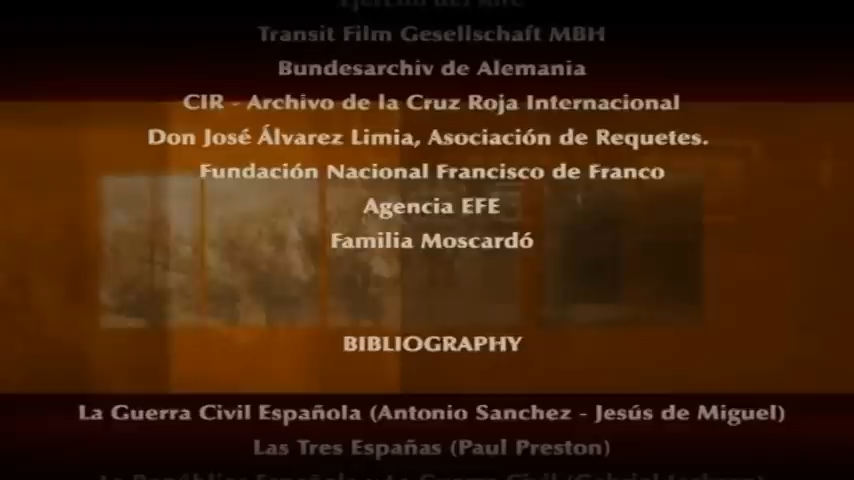 Transit Film Gesellschaft MBH
Bundesarchiv de Alemania
CIR - Archivo de la Cruz Roja Internacional
Don José Álvarez Limia, Asociación de Requetes.
Fundación Nacional Francisco de Franco
Agencia EFE
Familia Moscardó
BIBLIOGRAPHY
La Guerra Civil Española (Antonio Sanchez - Jesús de Miguel)
Las Tres Españas (Paul Preston)